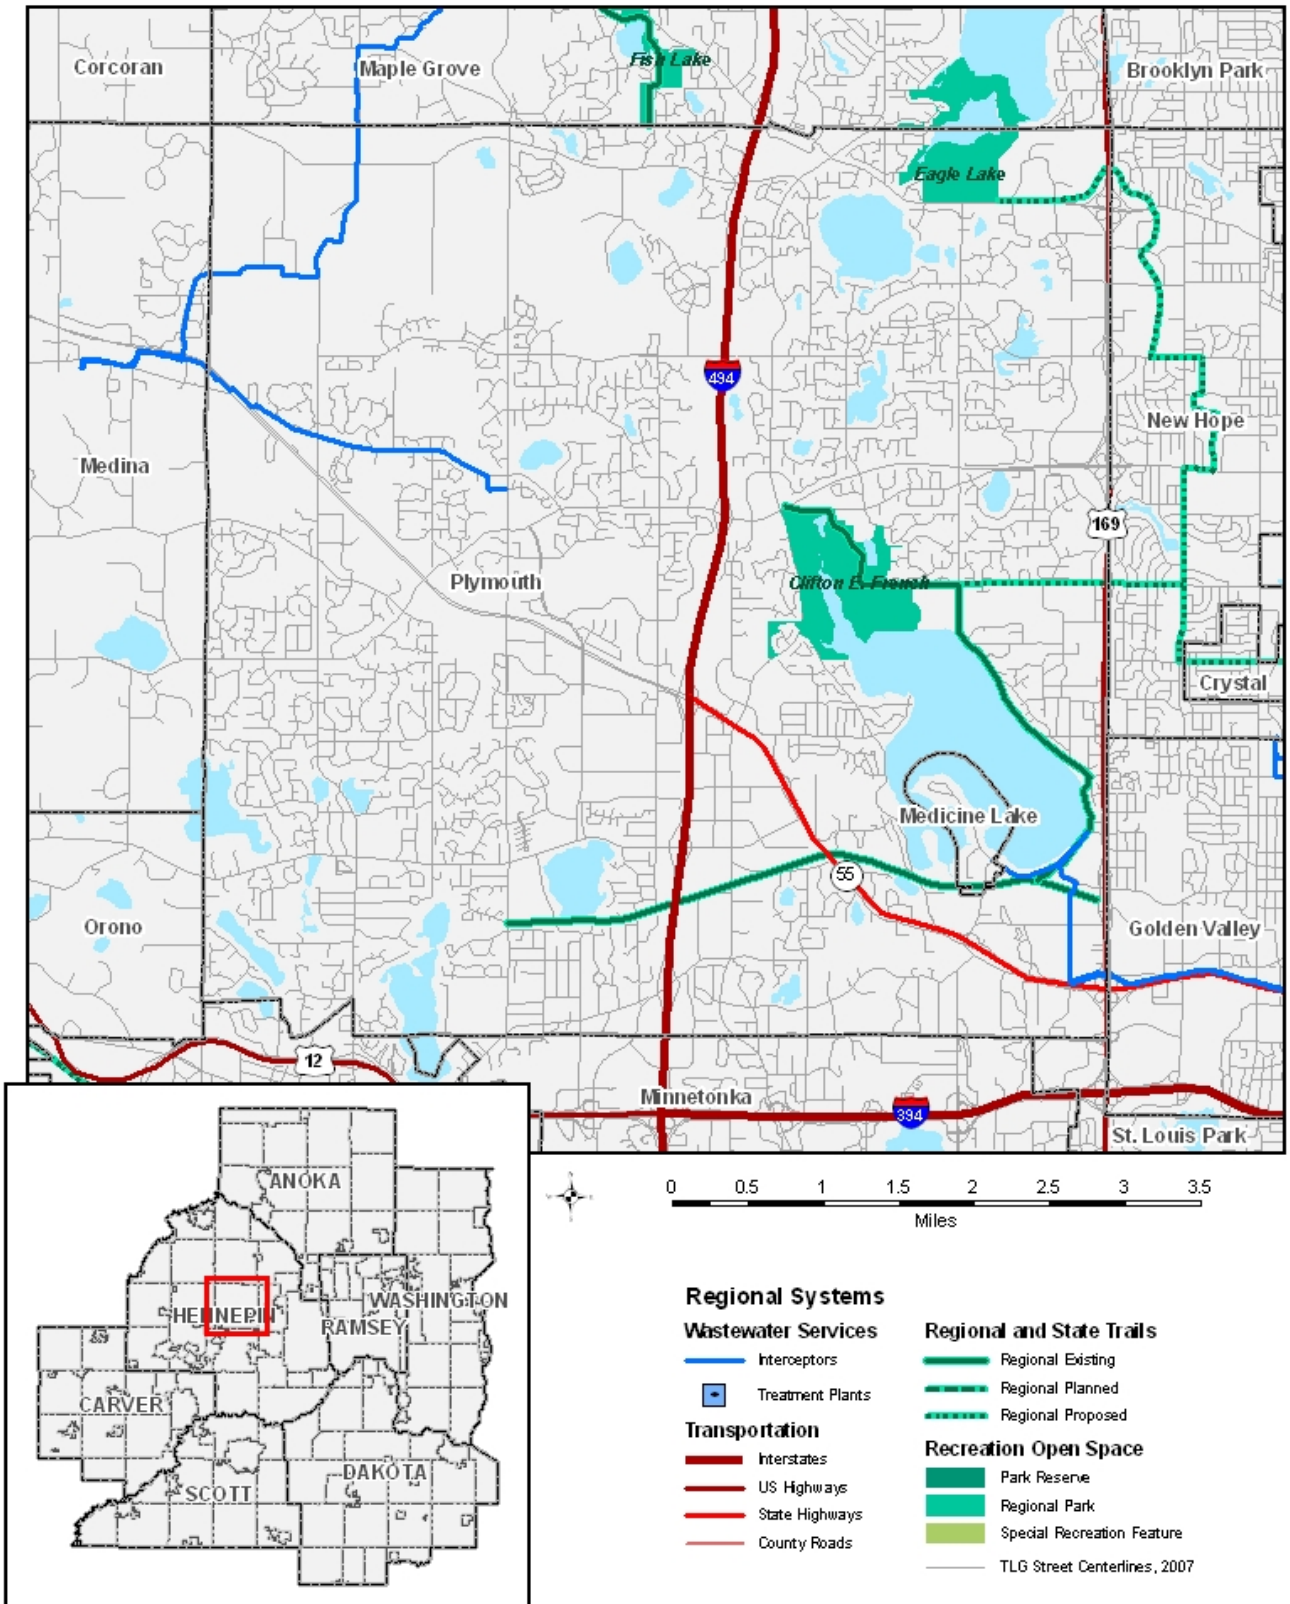 Corcoran
Maple Grove
Fish Lake
Brooklyn Park
Eagle Lake
494
New Hope
Medina
169
Plymouth
Clifton E. French
Crystal
Medicine Lake
55
Orono
Golden Valley
12
Minnetonka
394
St. Louis Park
0 0.5 1 1.5 2 2.5 3 3.5
Miles
ANOKA
HENNEPIN
WASHINGTON
RAMSEY
CARVER
DAKOTA
SCOTT
Regional Systems
Wastewater Services
Interceptors
Treatment Plants
Transportation
Interstates
US Highways
State Highways
County Roads
Regional and State Trails
Regional Existing
Regional Planned
Regional Proposed
Recreation Open Space
Park Reserve
Regional Park
Special Recreation Feature
TLG Street Centerlines, 2007